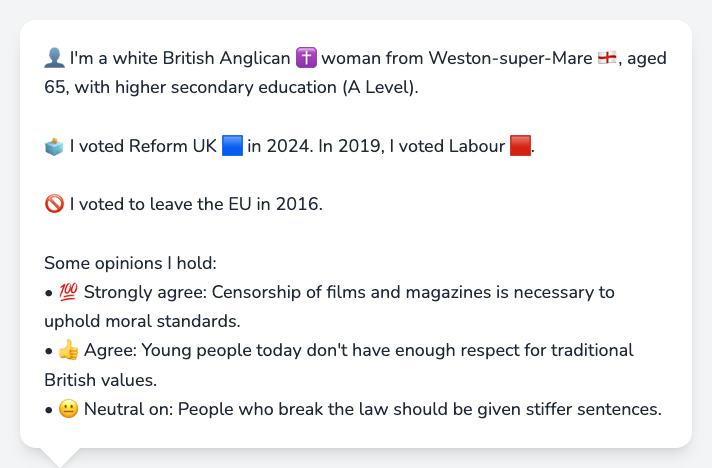 👤 I'm a white British Anglican ✝️ woman from Weston-super-Mare 🏴󠁧󠁢󠁥󠁮󠁧󠁿, aged
65, with higher secondary education (A Level).
🗳️ I voted Reform UK 🟦 in 2024. In 2019, I voted Labour 🟥.
🚫 I voted to leave the EU in 2016.
Some opinions I hold:
• 💯 Strongly agree: Censorship of films and magazines is necessary to
uphold moral standards.
• 👍 Agree: Young people today don't have enough respect for traditional
British values.
• 😐 Neutral on: People who break the law should be given stiffer sentences.